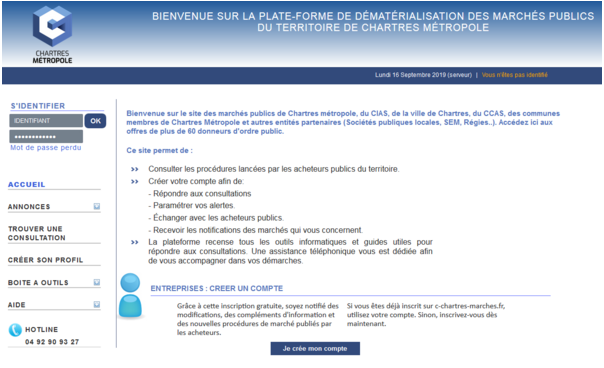 CHARTRES
MÉTROPOLE
BIENVENUE SUR LA PLATE-FORME DE DÉMATÉRIALISATION DES MARCHÉS PUBLICS
DU TERRITOIRE DE CHARTRES MÉTROPOLE
Lundi 16 Septembre 2019 (serveur) | Vous n'êtes pas identifié
S'IDENTIFIER
IDENTIFIANT
OK
••••••••••••
Mot de passe perdu
ACCUEIL
ANNONCES
TROUVER UNE
CONSULTATION
CRÉER SON PROFIL
BOITE A OUTILS
AIDE
HOTLINE
04 92 90 93 27
Bienvenue sur le site des marchés publics de Chartres métropole, du CIAS, de la ville de Chartres, du CCAS, des communes
membres de Chartres Métropole et autres entités partenaires (Sociétés publiques locales, SEM, Régies..). Accédez ici aux
offres de plus de 60 donneurs d'ordre public.
Ce site permet de :
›› Consulter les procédures lancées par les acheteurs publics du territoire.
›› Créer votre compte afin de:
- Répondre aux consultations
- Paramétrer vos alertes.
- Échanger avec les acheteurs publics.
- Recevoir les notifications des marchés qui vous concernent.
›› La plateforme recense tous les outils informatiques et guides utiles pour
répondre aux consultations. Une assistance téléphonique vous est dédiée afin
de vous accompagner dans vos démarches.
ENTREPRISES : CREER UN COMPTE
Grâce à cette inscription gratuite, soyez notifié des
modifications, des compléments d'information et
des nouvelles procédures de marché publiés par
les acheteurs.
Si vous êtes déjà inscrit sur c-chartres-marches.fr,
utilisez votre compte. Sinon, inscrivez-vous dès
maintenant.
Je crée mon compte